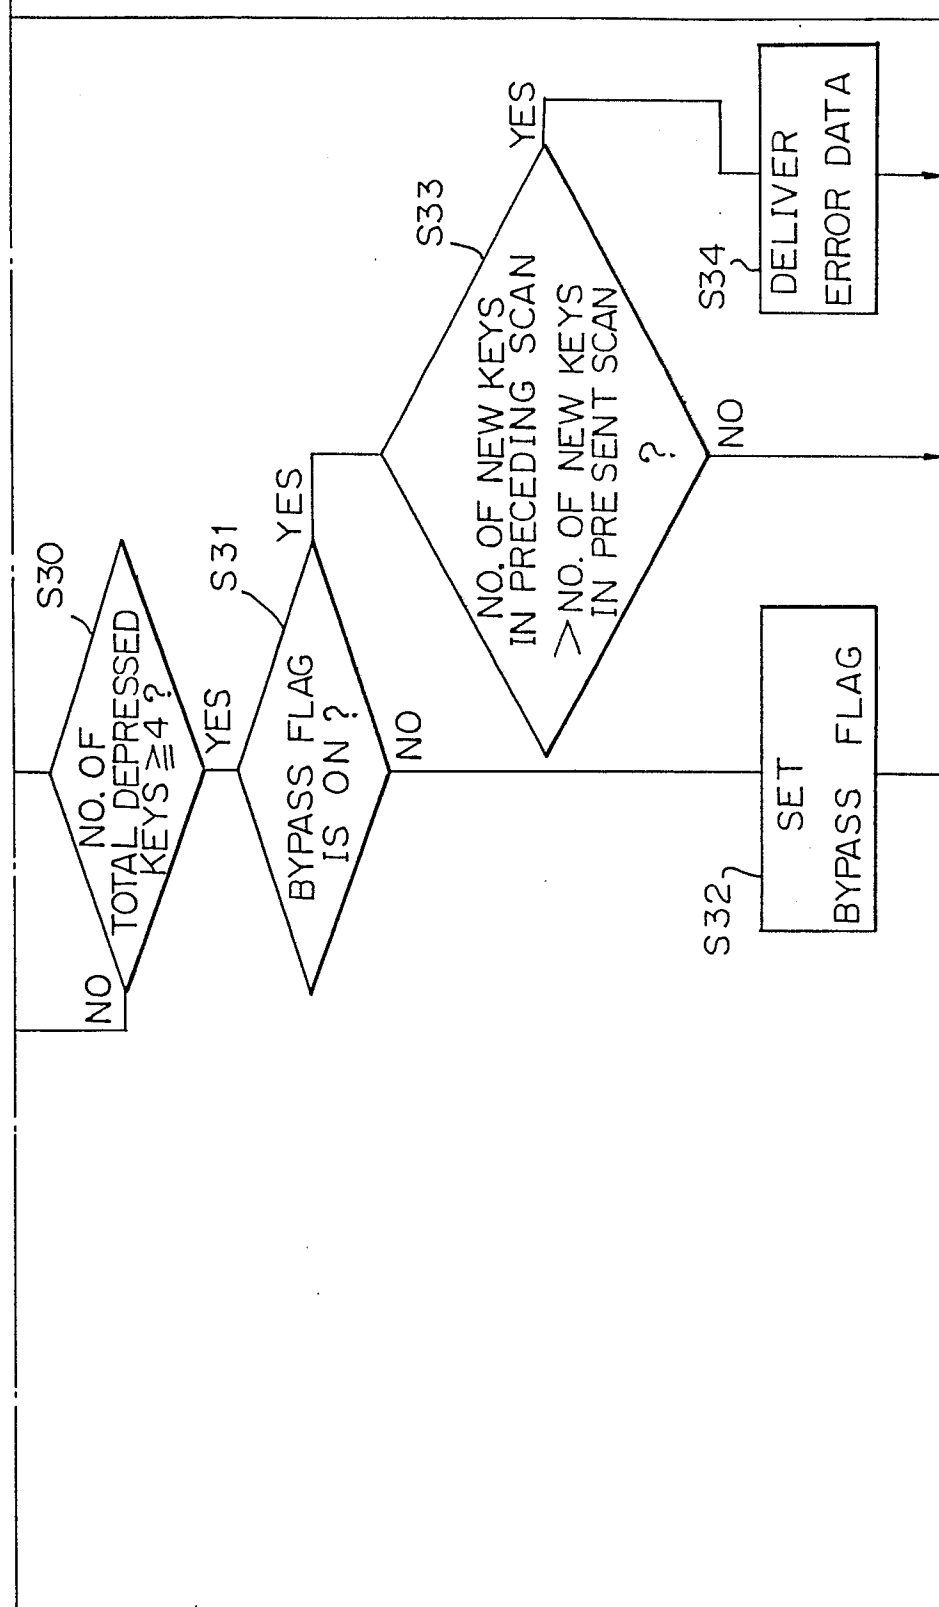 S30
NO. OF
TOTAL DEPRESSED
KEYS ≧4 ?
NO
YES
S31
BYPASS FLAG
IS ON ?
YES
NO
S33
NO. OF NEW KEYS
IN PRECEDING SCAN
> NO. OF NEW KEYS
IN PRESENT SCAN
?
YES
NO
S32
SET
BYPASS FLAG
S34
DELIVER
ERROR DATA